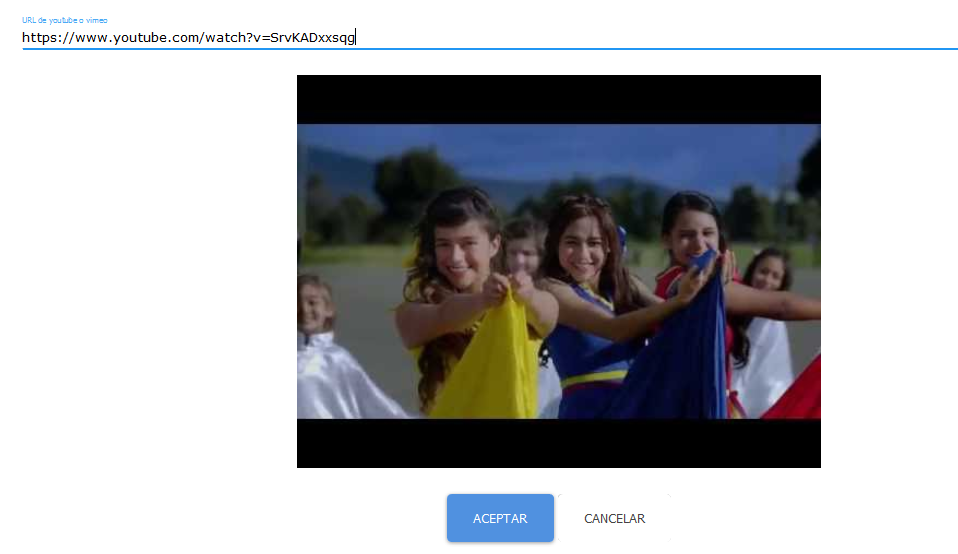 URL de youtube o vimeo
https://www.youtube.com/watch?v=SrvKADxxsqg
ACEPTAR
CANCELAR